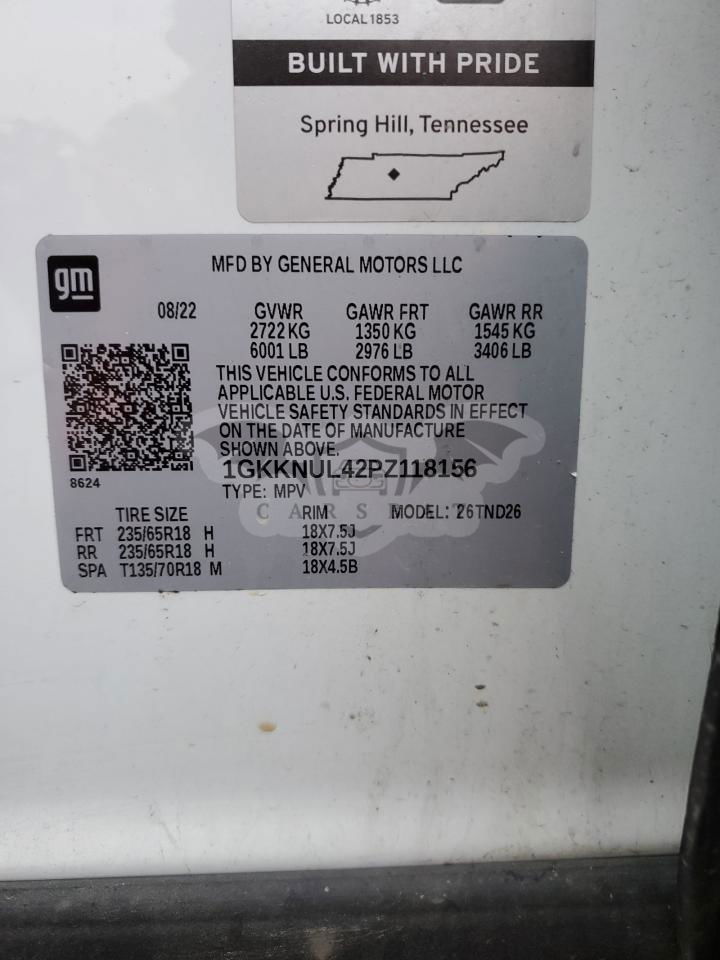 LOCAL 1853
BUILT WITH PRIDE
Spring Hill, Tennessee
gm
MFD BY GENERAL MOTORS LLC
08/22 GVWR GAWR FRT GAWR RR
2722 KG 1350 KG 1545 KG
6001 LB 2976 LB 3406 LB
THIS VEHICLE CONFORMS TO ALL
APPLICABLE U.S. FEDERAL MOTOR
VEHICLE SAFETY STANDARDS IN EFFECT
ON THE DATE OF MANUFACTURE
SHOWN ABOVE.
8624
1GKKNUL42PZ118156
TYPE: MPV
TIRE SIZE RIM MODEL: 26TND26
FRT 235/65R18 H 18X7.5J
RR 235/65R18 H 18X7.5J
SPA T135/70R18 M 18X4.5B